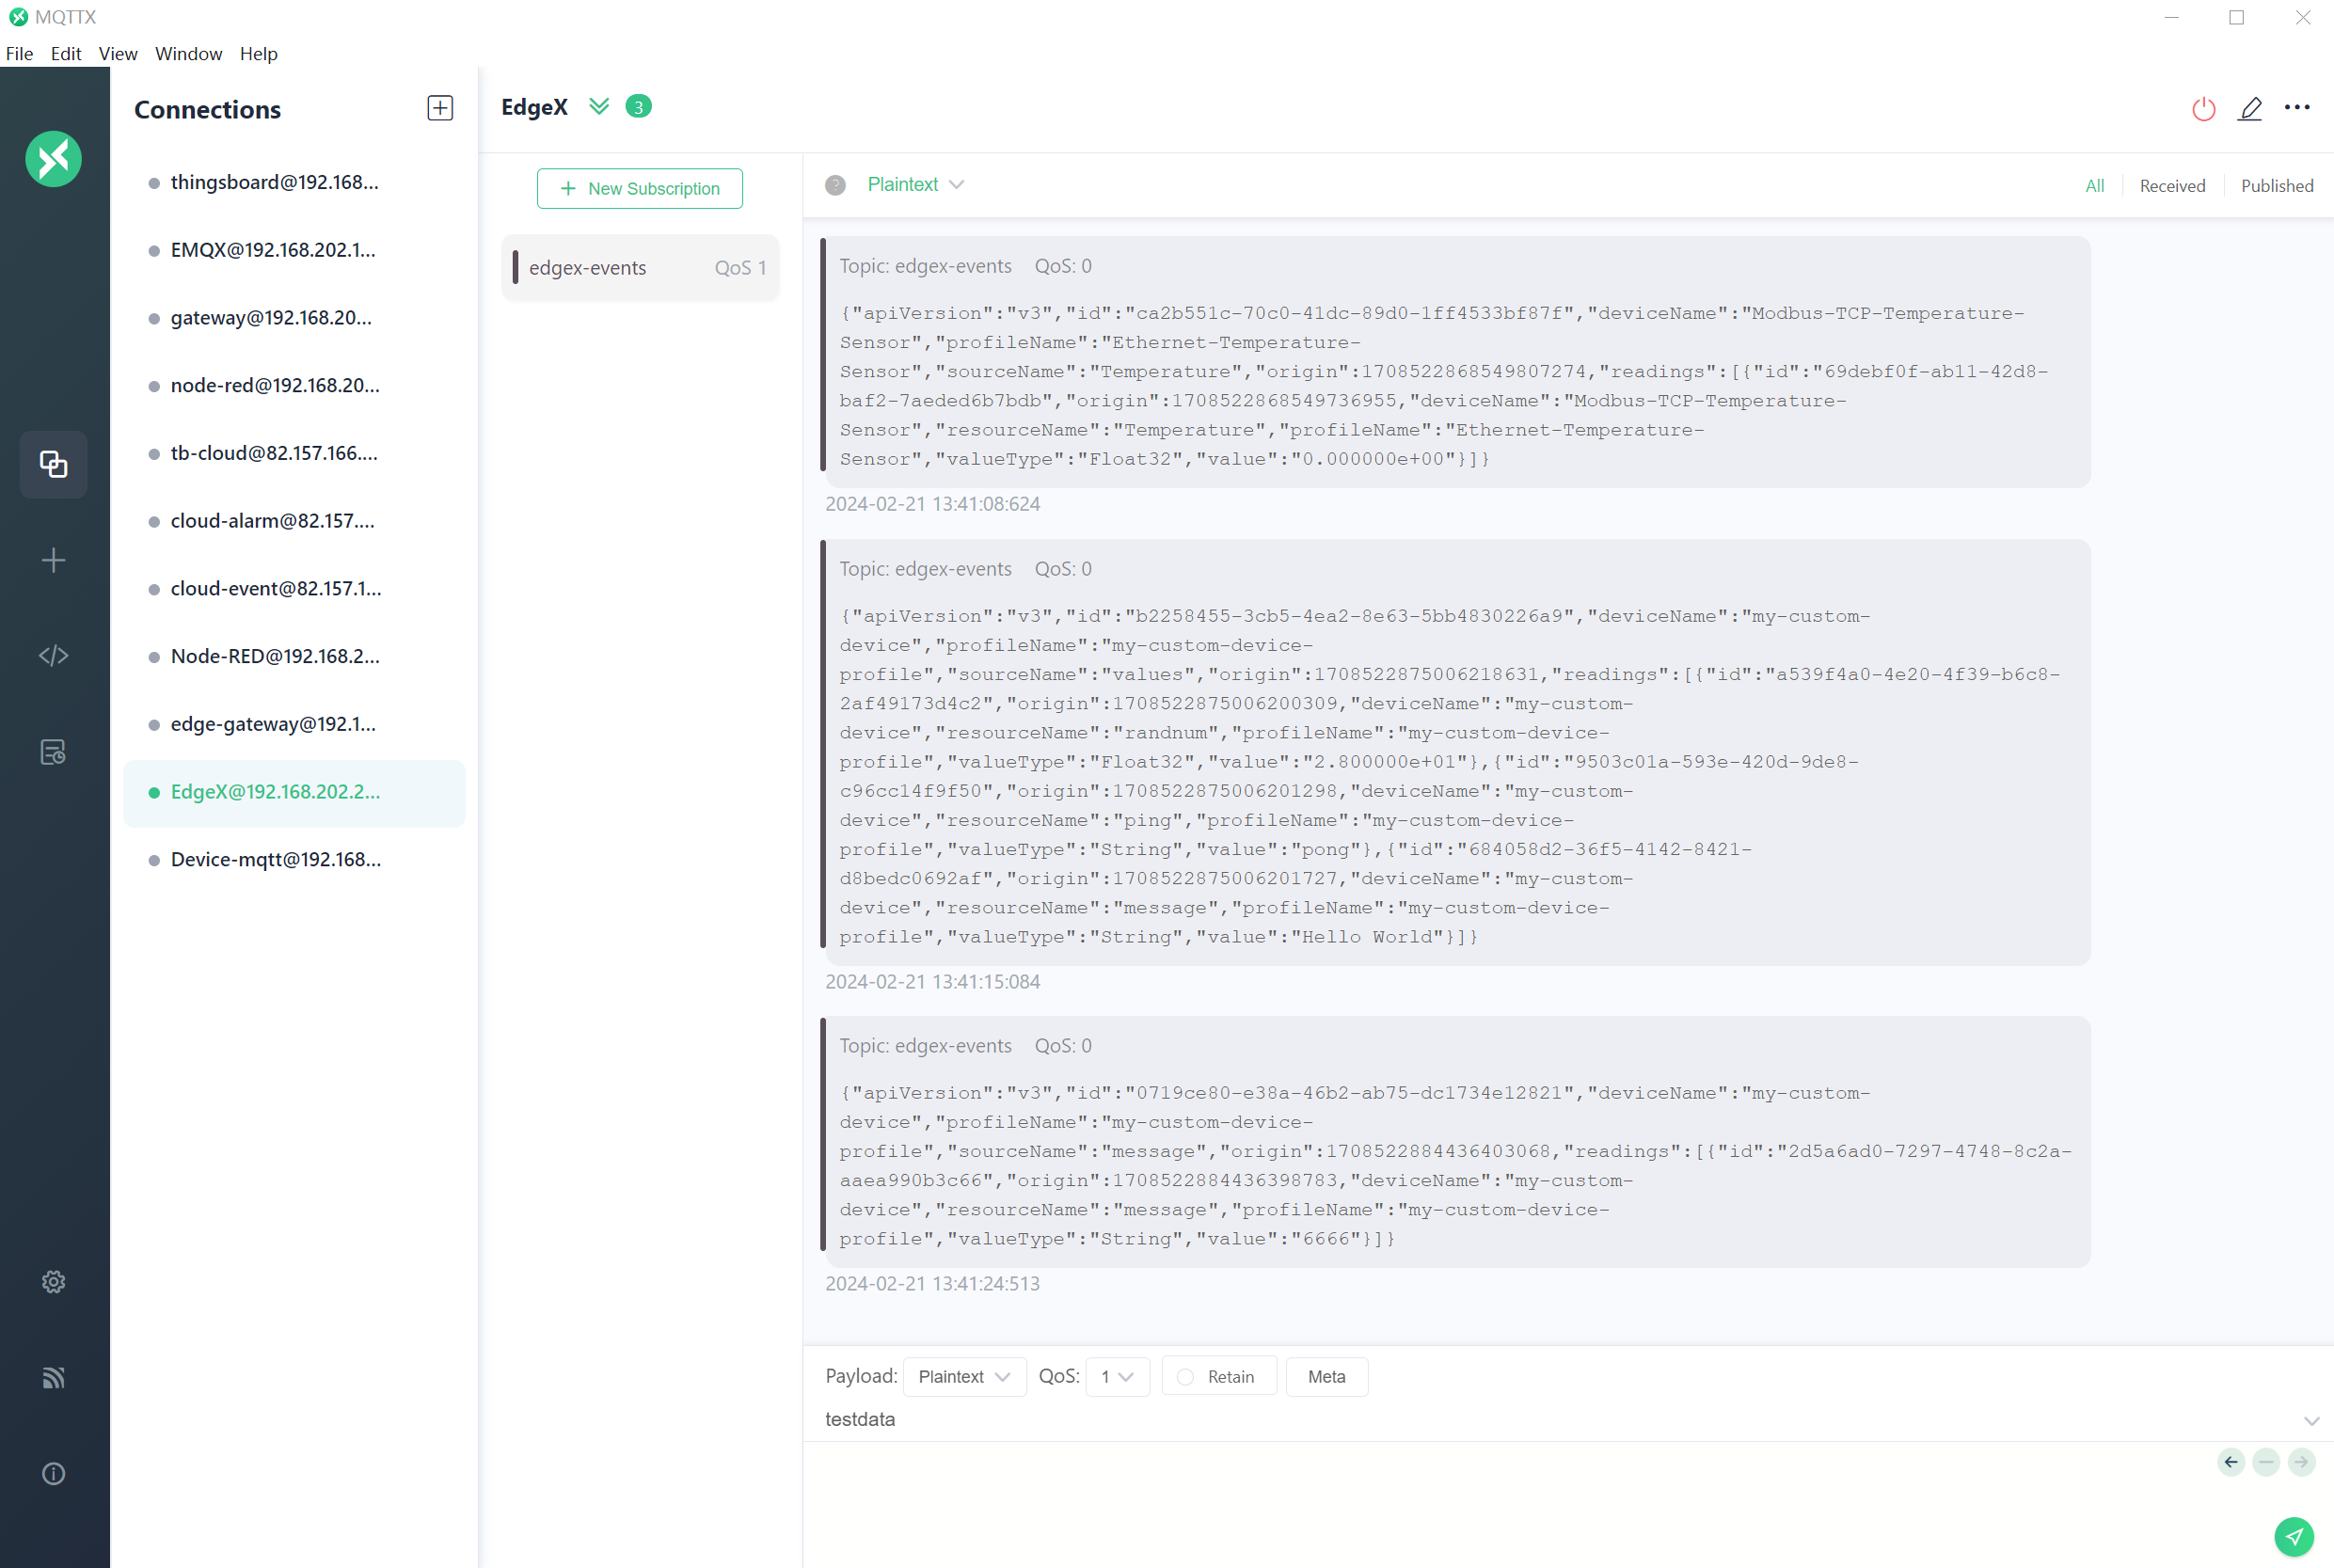 MQTTX
File Edit View Window Help
Connections
thingsboard@192.168...
EMQX@192.168.202.1...
gateway@192.168.20...
node-red@192.168.20...
tb-cloud@82.157.166....
cloud-alarm@82.157....
cloud-event@82.157.1...
Node-RED@192.168.2...
edge-gateway@192.1...
EdgeX@192.168.202.2...
Device-mqtt@192.168...
EdgeX 3
New Subscription
edgex-events QoS 1
Plaintext
All Received Published
Topic: edgex-events QoS: 0
{"apiVersion":"v3","id":"ca2b551c-70c0-41dc-89d0-1ff4533bf87f","deviceName":"Modbus-TCP-Temperature-
Sensor","profileName":"Ethernet-Temperature-
Sensor","sourceName":"Temperature","origin":1708522868549807274,"readings":[{"id":"69debf0f-ab11-42d8-
baf2-7aeded6b7bdb","origin":1708522868549736955,"deviceName":"Modbus-TCP-Temperature-
Sensor","resourceName":"Temperature","profileName":"Ethernet-Temperature-
Sensor","valueType":"Float32","value":"0.000000e+00"}]}
2024-02-21 13:41:08:624
Topic: edgex-events QoS: 0
{"apiVersion":"v3","id":"b2258455-3cb5-4ea2-8e63-5bb4830226a9","deviceName":"my-custom-
device","profileName":"my-custom-device-
profile","sourceName":"values","origin":1708522875006218631,"readings":[{"id":"a539f4a0-4e20-4f39-b6c8-
2af49173d4c2","origin":1708522875006200309,"deviceName":"my-custom-
device","resourceName":"randnum","profileName":"my-custom-device-
profile","valueType":"Float32","value":"2.800000e+01"},{"id":"9503c01a-593e-420d-9de8-
c96cc14f9f50","origin":1708522875006201298,"deviceName":"my-custom-
device","resourceName":"ping","profileName":"my-custom-device-
profile","valueType":"String","value":"pong"},{"id":"684058d2-36f5-4142-8421-
d8bedc0692af","origin":1708522875006201727,"deviceName":"my-custom-
device","resourceName":"message","profileName":"my-custom-device-
profile","valueType":"String","value":"Hello World"}]}
2024-02-21 13:41:15:084
Topic: edgex-events QoS: 0
{"apiVersion":"v3","id":"0719ce80-e38a-46b2-ab75-dc1734e12821","deviceName":"my-custom-
device","profileName":"my-custom-device-
profile","sourceName":"message","origin":1708522884436403068,"readings":[{"id":"2d5a6ad0-7297-4748-8c2a-
aaea990b3c66","origin":1708522884436398783,"deviceName":"my-custom-
device","resourceName":"message","profileName":"my-custom-device-
profile","valueType":"String","value":"6666"}]}
2024-02-21 13:41:24:513
Payload: Plaintext QoS: 1 Retain Meta
testdata